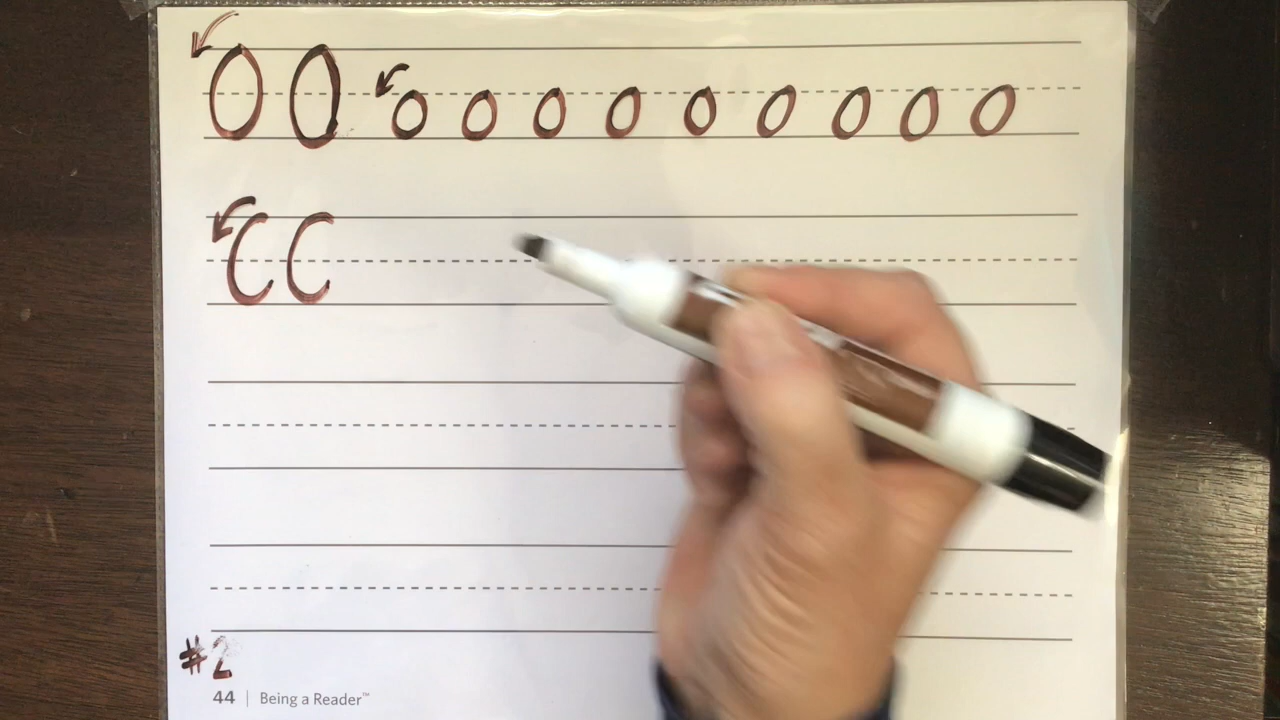 O O o o o o o o o o o
C C
#2
44 | Being a Reader™